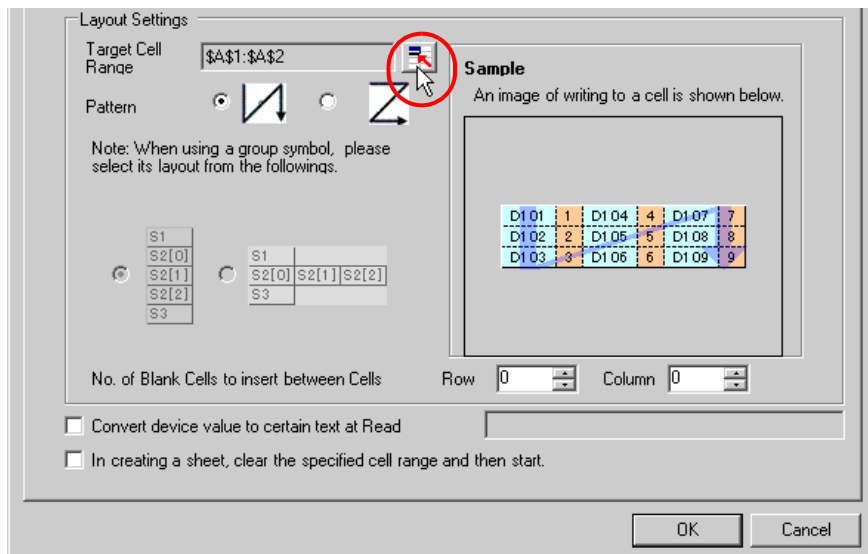 Layout Settings
Target Cell
Range
$A$1:$A$2
Pattern
Note: When using a group symbol, please
select its layout from the followings.
S1
S2[0]
S2[1]
S2[2]
S3
S1
S2[0] S2[1] S2[2]
S3
Sample
An image of writing to a cell is shown below.
D101 1 D104 4 D107 7
D102 2 D105 5 D108 8
D103 3 D106 6 D109 9
No. of Blank Cells to insert between Cells Row 0 Column 0
Convert device value to certain text at Read
In creating a sheet, clear the specified cell range and then start.
OK Cancel